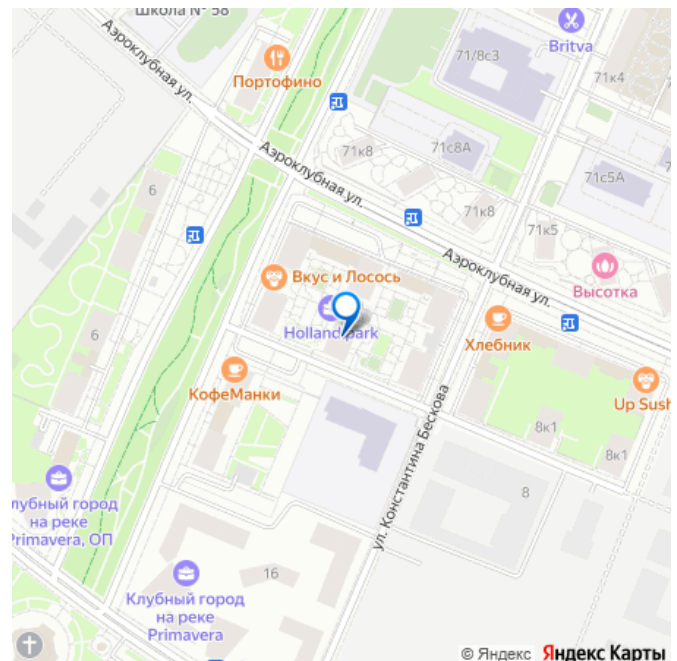 Школа № 58
Britva
71/8с3
Портофино
71к4
Аэроклубная ул.
71к8
71с8А
Аэроклубная ул.
71с5А
6
71к8
71к5
Аэроклубная ул.
Вкус и Лосось
Высотка
Holland park
Хлебник
6
КофеМанки
Up Sush
ул. Константина Бескова
8к1
8к1
лубный город
на реке
Primavera, ОП
8
16
Клубный город
на реке
Primavera
© Яндекс Яндекс Карты